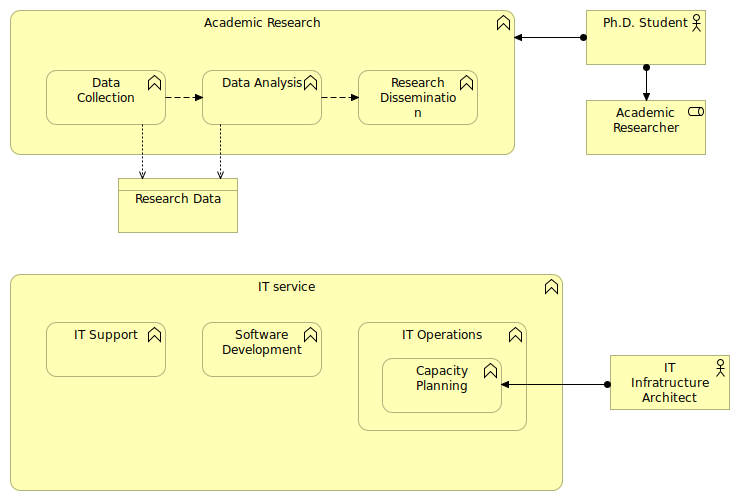 Academic Research
Ph.D. Student
Data
Collection
Data Analysis
Research
Disseminatio
n
Academic
Researcher
Research Data
IT service
IT Support
Software
Development
IT Operations
Capacity
Planning
IT
Infratructure
Architect